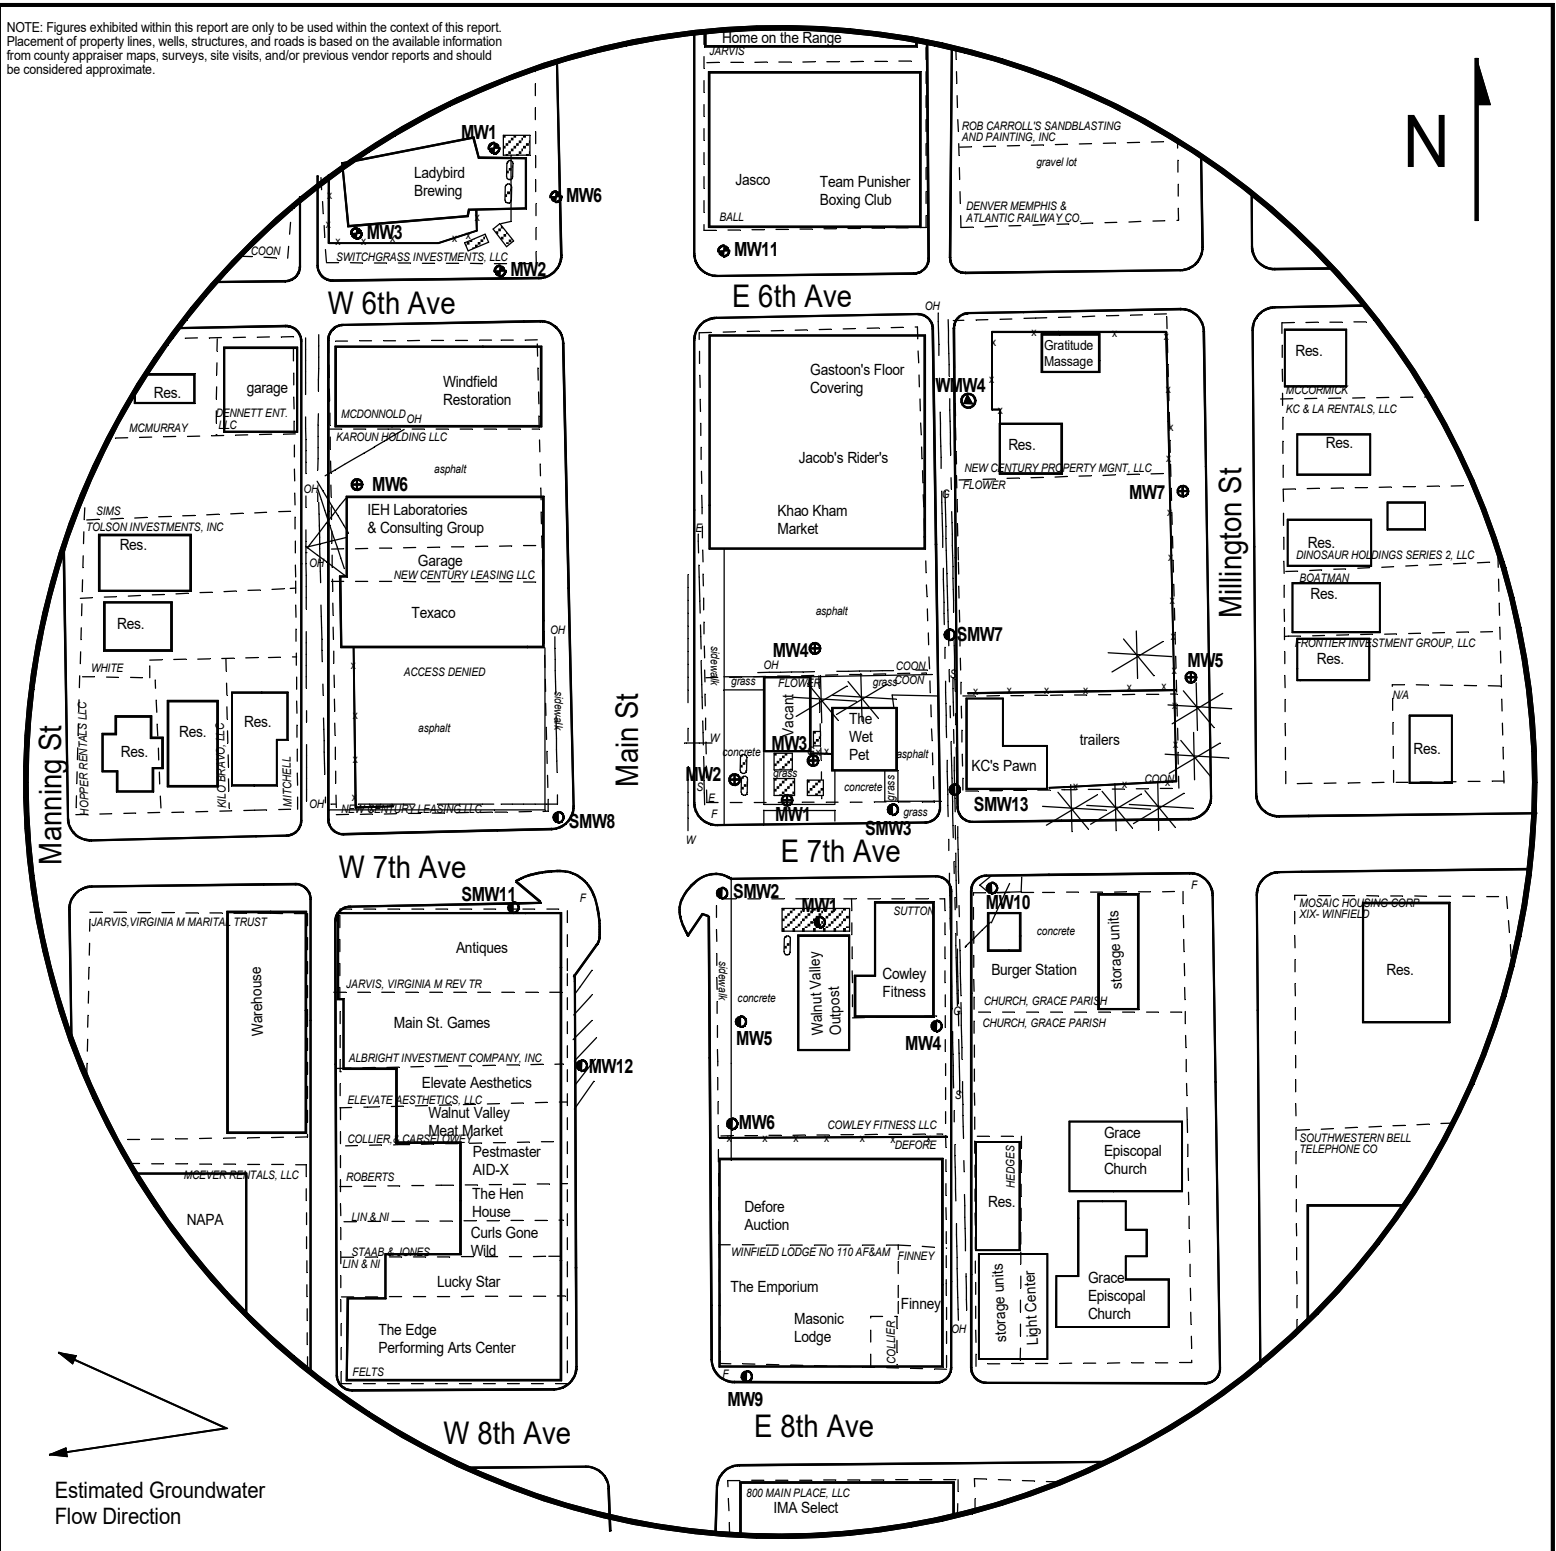 NOTE: Figures exhibited within this report are only to be used within the context of this report.
Placement of property lines, wells, structures, and roads is based on the available information
from county appraiser maps, surveys, site visits, and/or previous vendor reports and should
be considered approximate.
N
Home on the Range
JARVIS
MW1
Ladybird
Brewing
MW6
MW3
SWITCHGRASS INVESTMENTS, LLC
MW2
COON
Jasco
Team Punisher
Boxing Club
BALL
MW11
ROB CARROLL'S SANDBLASTING
AND PAINTING, INC
gravel lot
DENVER MEMPHIS &
ATLANTIC RAILWAY CO.
W 6th Ave
E 6th Ave
OH
Res.
garage
DENNETT ENT.
LLC
MCMURRAY
Windfield
Restoration
MCDONNOLD
OH
KAROUN HOLDING LLC
asphalt
MW6
OH
IEH Laboratories
& Consulting Group
Garage
NEW CENTURY LEASING LLC
OH
Texaco
ACCESS DENIED
asphalt
OH
sidewalk
OH
NEW CENTURY LEASING LLC
SMW8
SIMS
TOLSON INVESTMENTS, INC
Res.
Res.
WHITE
HOPPER RENTALS LLC
Res.
Res.
KILO BRAVO, LLC
Res.
MITCHELL
Manning St
Main St
Millington St
Gastoon's Floor
Covering
Jacob's Rider's
Khao Kham
Market
E
asphalt
sidewalk
MW4
OH
COON
COON
grass
FLOWER
grass
Vacant
The
Wet
Pet
W
concrete
MW3
grass
asphalt
MW2
S
E
F
W
MW1
concrete
grass
SMW3
grass
Gratitude
Massage
WMW4
Res.
NEW CENTURY PROPERTY MGNT, LLC
FLOWER
G
MW7
SMW7
S
MW5
trailers
KC's Pawn
COON
SMW13
Res.
MCCORMICK
KC & LA RENTALS, LLC
Res.
Res.
DINOSAUR HOLDINGS SERIES 2, LLC
BOATMAN
Res.
FRONTIER INVESTMENT GROUP, LLC
Res.
N/A
Res.
W 7th Ave
E 7th Ave
JARVIS,VIRGINIA M MARITAL TRUST
Warehouse
MCEVER RENTALS, LLC
NAPA
SMW11
F
Antiques
JARVIS, VIRGINIA M REV TR
Main St. Games
ALBRIGHT INVESTMENT COMPANY, INC
MW12
Elevate Aesthetics
ELEVATE AESTHETICS, LLC
Walnut Valley
Meat Market
COLLIER, & CARSELOWEY
Pestmaster
AID-X
ROBERTS
The Hen
House
LIN & NI
Curls Gone
Wild
STAAB & JONES
LIN & NI
Lucky Star
The Edge
Performing Arts Center
FELTS
SMW2
MW1
SUTTON
sidewalk
concrete
Walnut Valley
Outpost
Cowley
Fitness
MW5
MW4
MW6
COWLEY FITNESS LLC
DEFORE
Defore
Auction
WINFIELD LODGE NO 110 AF&AM
FINNEY
The Emporium
Finney
Masonic
Lodge
COLLIER
F
MW9
MW10
F
concrete
Burger Station
storage units
CHURCH, GRACE PARISH
CHURCH, GRACE PARISH
G
S
Grace
Episcopal
Church
HEDGES
Res.
storage units
Light Center
Grace
Episcopal
Church
OH
MOSAIC HOUSING CORP
XIX- WINFIELD
Res.
SOUTHWESTERN BELL
TELEPHONE CO
W 8th Ave
E 8th Ave
800 MAIN PLACE, LLC
IMA Select
Estimated Groundwater
Flow Direction